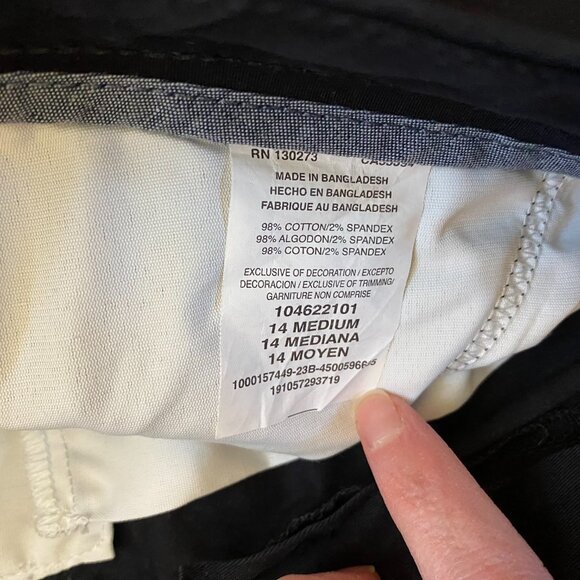 RN 130273
MADE IN BANGLADESH
HECHO EN BANGLADESH
FABRIQUE AU BANGLADESH
98% COTTON/2% SPANDEX
98% ALGODON/2% SPANDEX
98% COTON/2% SPANDEX
EXCLUSIVE OF DECORATION / EXCEPTO
DECORACION / EXCLUSIVE OF TRIMMING/
GARNITURE NON COMPRISE
104622101
14 MEDIUM
14 MEDIANA
14 MOYEN
191057293719